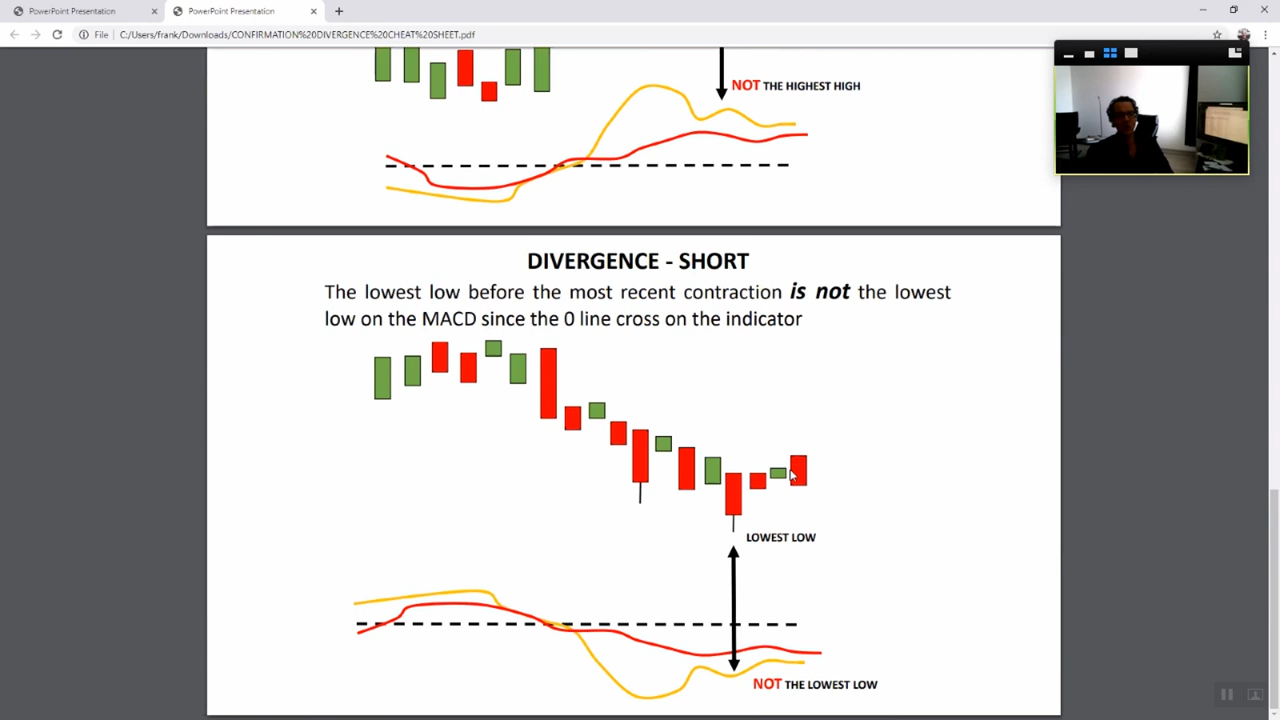 PowerPoint Presentation
PowerPoint Presentation
File C:/Users/frank/Downloads/CONFIRMATION%20DIVERGENCE%20CHEAT%20SHEET.pdf
NOT THE HIGHEST HIGH
DIVERGENCE - SHORT
The lowest low before the most recent contraction is not the lowest
low on the MACD since the 0 line cross on the indicator
LOWEST LOW
NOT THE LOWEST LOW